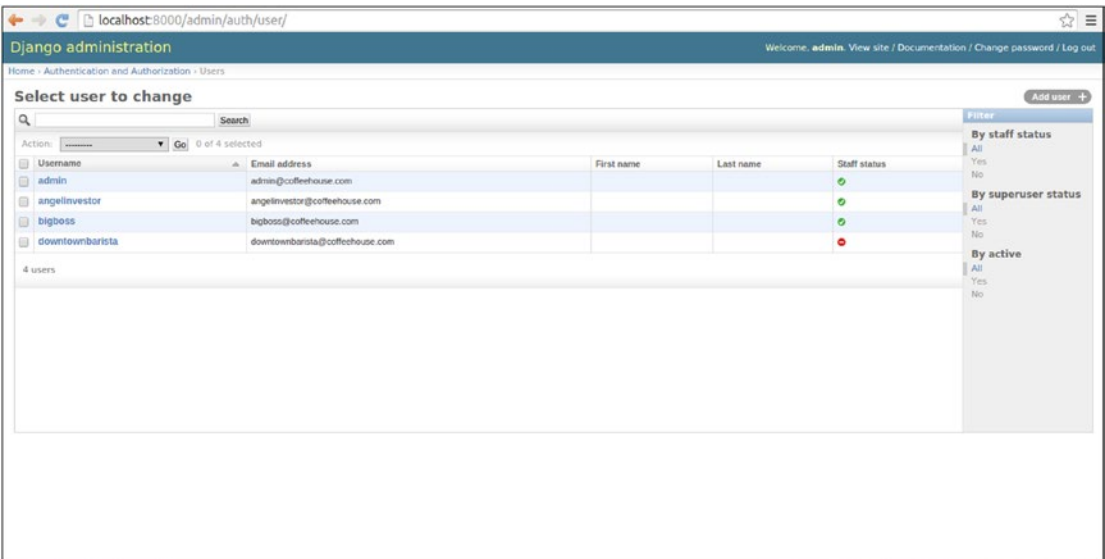 localhost:8000/admin/auth/user/
Django administration
Welcome, admin. View site / Documentation / Change password / Log out
Home › Authentication and Authorization › Users
Select user to change
Add user +
Search
Filter
Action: --------- Go 0 of 4 selected
Username Email address First name Last name Staff status
admin admin@coffeehouse.com
angelinvestor angelinvestor@coffeehouse.com
bigboss bigboss@coffeehouse.com
downtownbarista downtownbarista@coffeehouse.com
4 users
By staff status
All
Yes
No
By superuser status
All
Yes
No
By active
All
Yes
No